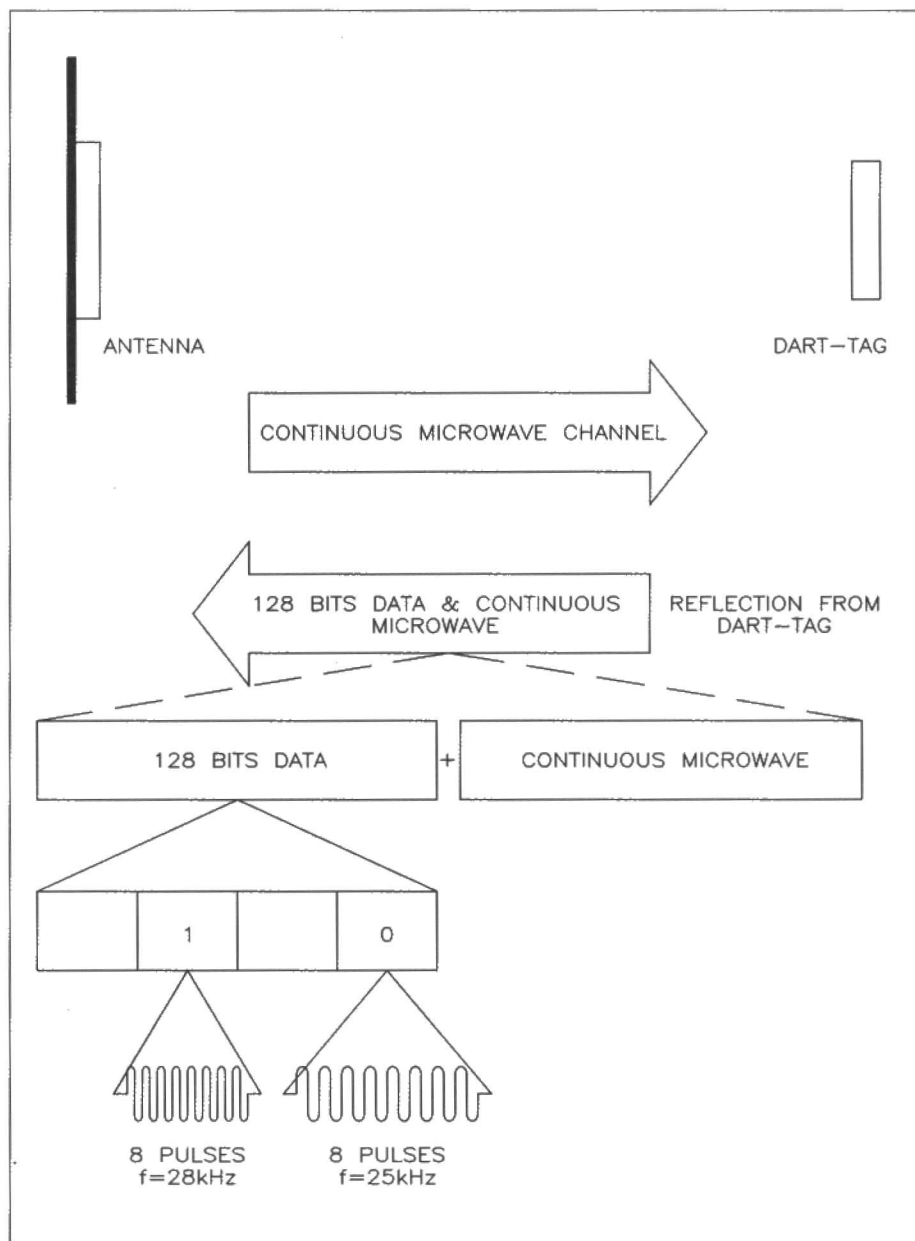 ANTENNA
DART-TAG
CONTINUOUS MICROWAVE CHANNEL
128 BITS DATA & CONTINUOUS
MICROWAVE
REFLECTION FROM
DART-TAG
128 BITS DATA
+
CONTINUOUS MICROWAVE
1
0
8 PULSES
f=28kHz
8 PULSES
f=25kHz